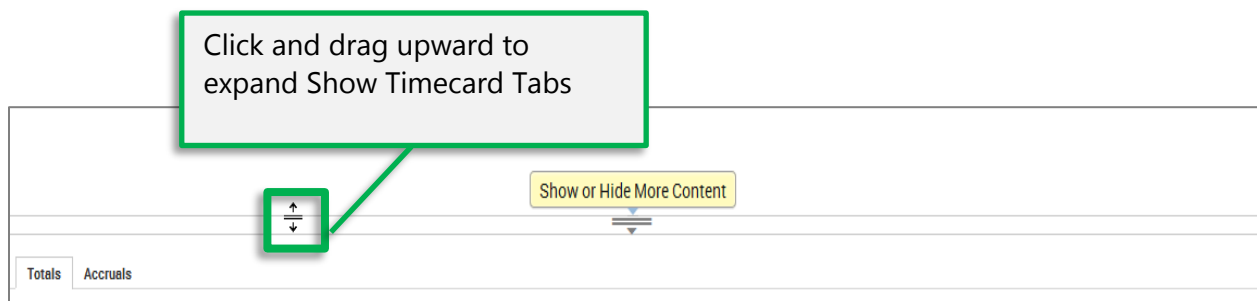 Click and drag upward to
expand Show Timecard Tabs
Show or Hide More Content
Totals Accruals